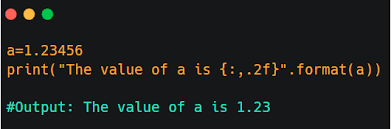 a=1.23456
print("The value of a is {:,.2f}".format(a))
#Output: The value of a is 1.23